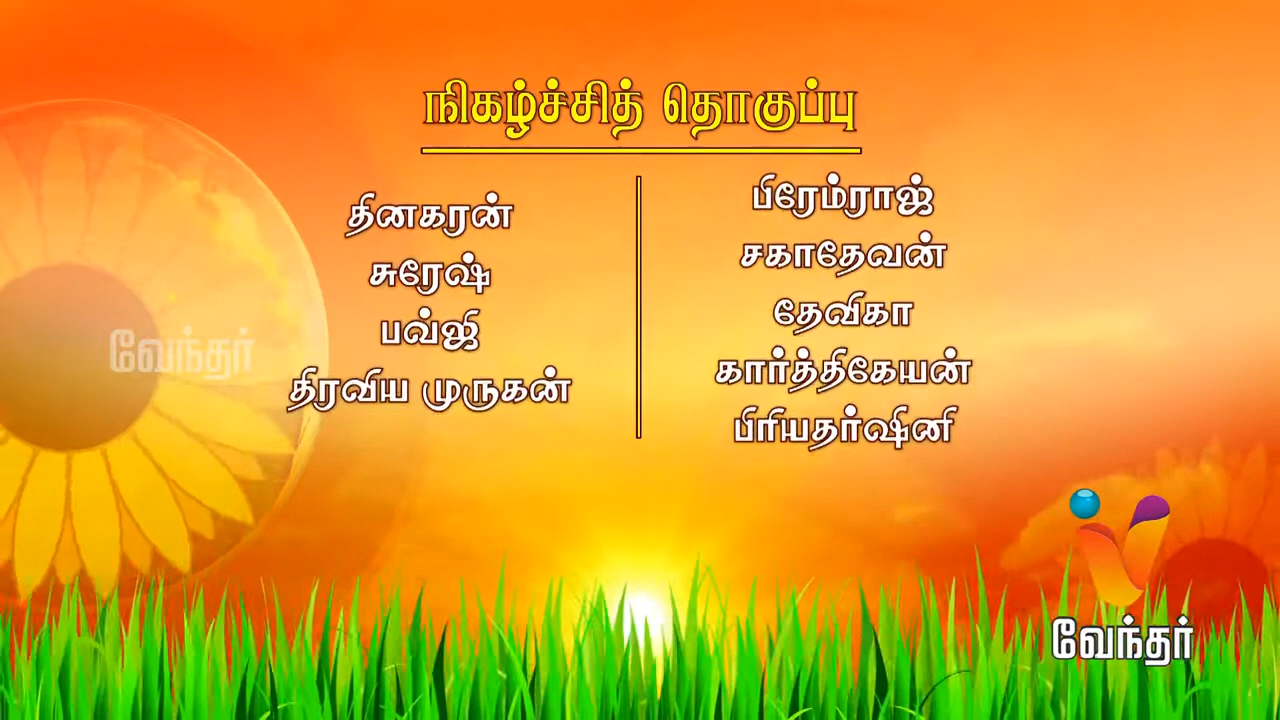 நிகழ்ச்சித் தொகுப்பு
தினகரன்
சுரேஷ்
பவ்ஜி
திரவிய முருகன்
பிரேம்ராஜ்
சகாதேவன்
தேவிகா
கார்த்திகேயன்
பிரியதர்ஷினி
வேந்தர்
வேந்தர்